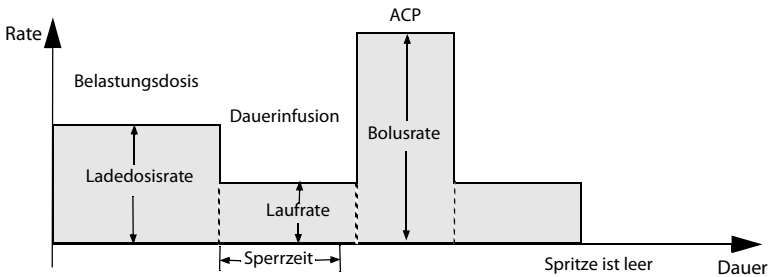 ACP
Rate
Belastungsdosis
Dauerinfusion
Bolusrate
Ladedosisrate
Laufrate
Sperrzeit
Spritze ist leer
Dauer